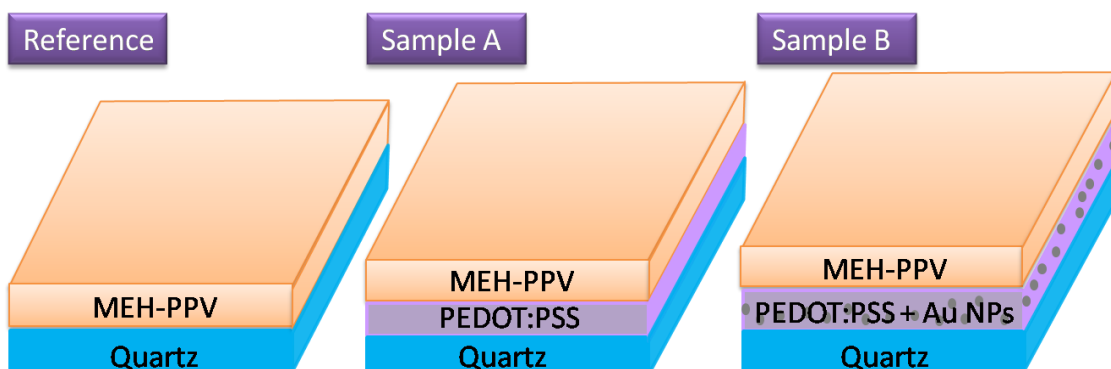 Reference
Sample A
Sample B
MEH-PPV
Quartz
MEH-PPV
PEDOT:PSS
Quartz
MEH-PPV
PEDOT:PSS + Au NPs
Quartz